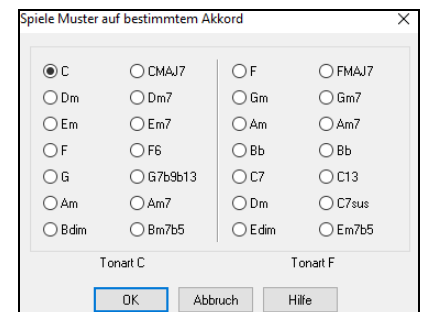 Spiele Muster auf bestimmtem Akkord
C CMAJ7 F FMAJ7
Dm Dm7 Gm Gm7
Em Em7 Am Am7
F F6 Bb Bb
G G7b9b13 C7 C13
Am Am7 Dm C7sus
Bdim Bm7b5 Edim Em7b5
Tonart C Tonart F
OK Abbruch Hilfe